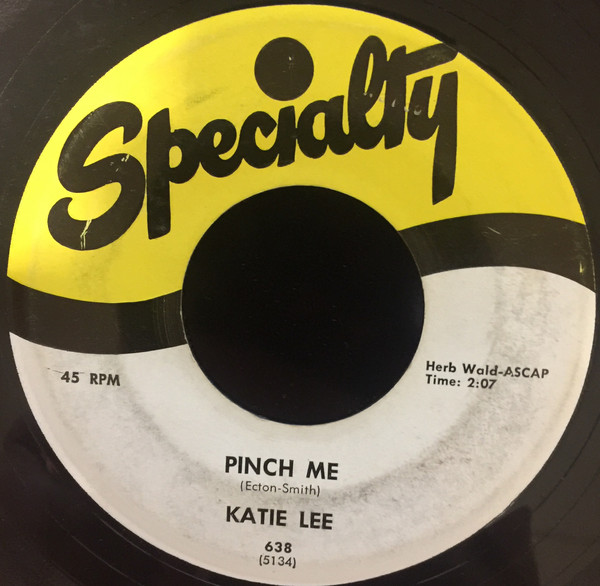 Specialty
45 RPM
Herb Wald-ASCAP
Time: 2:07
PINCH ME
(Ecton-Smith)
KATIE LEE
638
(5134)